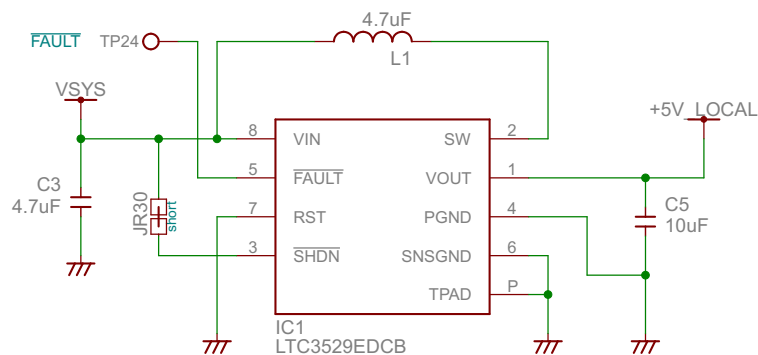 4.7uF
FAULT TP24
L1
VSYS
+5V_LOCAL
8 VIN SW 2
5 FAULT VOUT 1
C3
4.7uF
JR30
short
7 RST PGND 4
C5
10uF
3 SHDN SNSGND 6
TPAD P
IC1
LTC3529EDCB